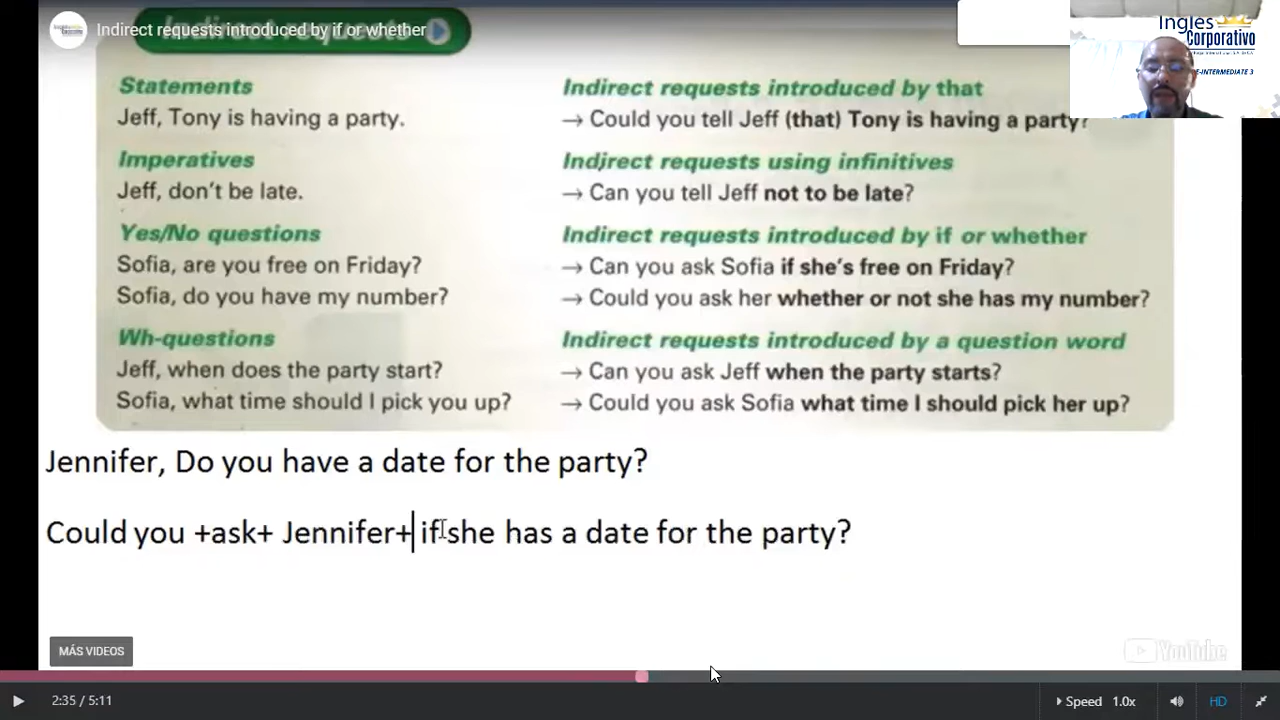 Indirect requests introduced by if or whether
Indirect requests
Ingles
Corporativo
E-INTERMEDIATE 3
Statements
Jeff, Tony is having a party.
Indirect requests introduced by that
→ Could you tell Jeff (that) Tony is having a party?
Imperatives
Jeff, don't be late.
Indirect requests using infinitives
→ Can you tell Jeff not to be late?
Yes/No questions
Sofia, are you free on Friday?
Sofia, do you have my number?
Indirect requests introduced by if or whether
→ Can you ask Sofia if she's free on Friday?
→ Could you ask her whether or not she has my number?
Wh-questions
Jeff, when does the party start?
Sofia, what time should I pick you up?
Indirect requests introduced by a question word
→ Can you ask Jeff when the party starts?
→ Could you ask Sofia what time I should pick her up?
Jennifer, Do you have a date for the party?
Could you +ask+ Jennifer+ if she has a date for the party?
MÁS VIDEOS
YouTube
2:35 / 5:11
Speed 1.0x
HD